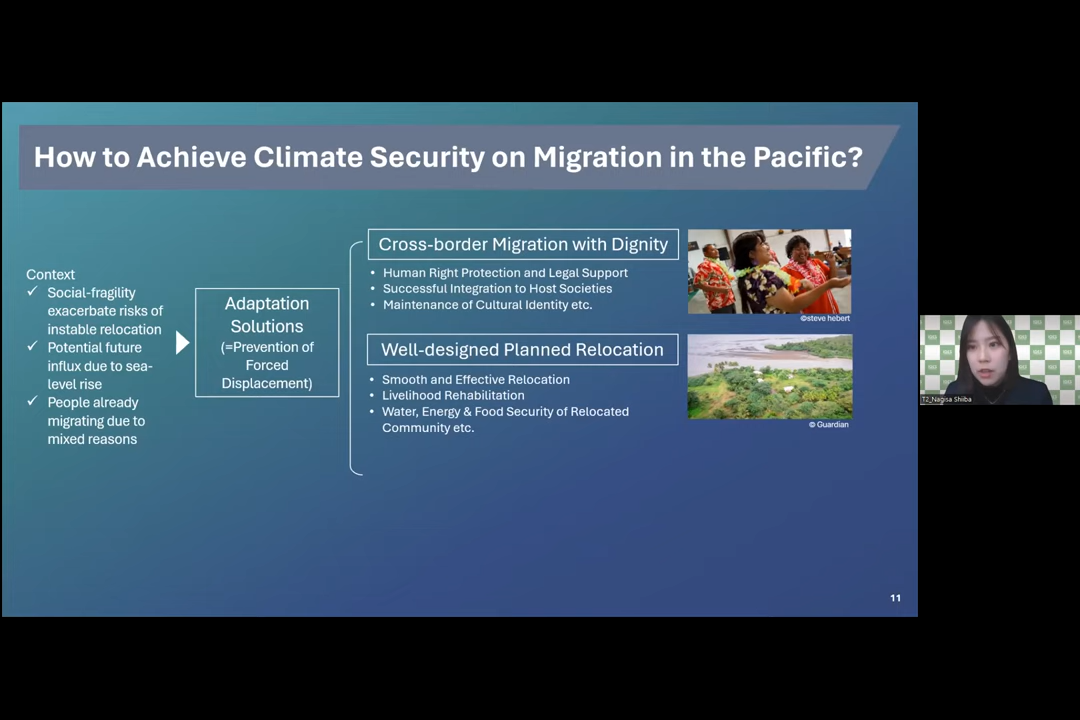 How to Achieve Climate Security on Migration in the Pacific?
Context
✓ Social-fragility
exacerbate risks of
instable relocation
✓ Potential future
influx due to sea-
level rise
✓ People already
migrating due to
mixed reasons
Adaptation
Solutions
(=Prevention of
Forced
Displacement)
Cross-border Migration with Dignity
• Human Right Protection and Legal Support
• Successful Integration to Host Societies
• Maintenance of Cultural Identity etc.
©steve hebert
Well-designed Planned Relocation
• Smooth and Effective Relocation
• Livelihood Rehabilitation
• Water, Energy & Food Security of Relocated
Community etc.
© Guardian
11
T2_Nagisa Shiiba